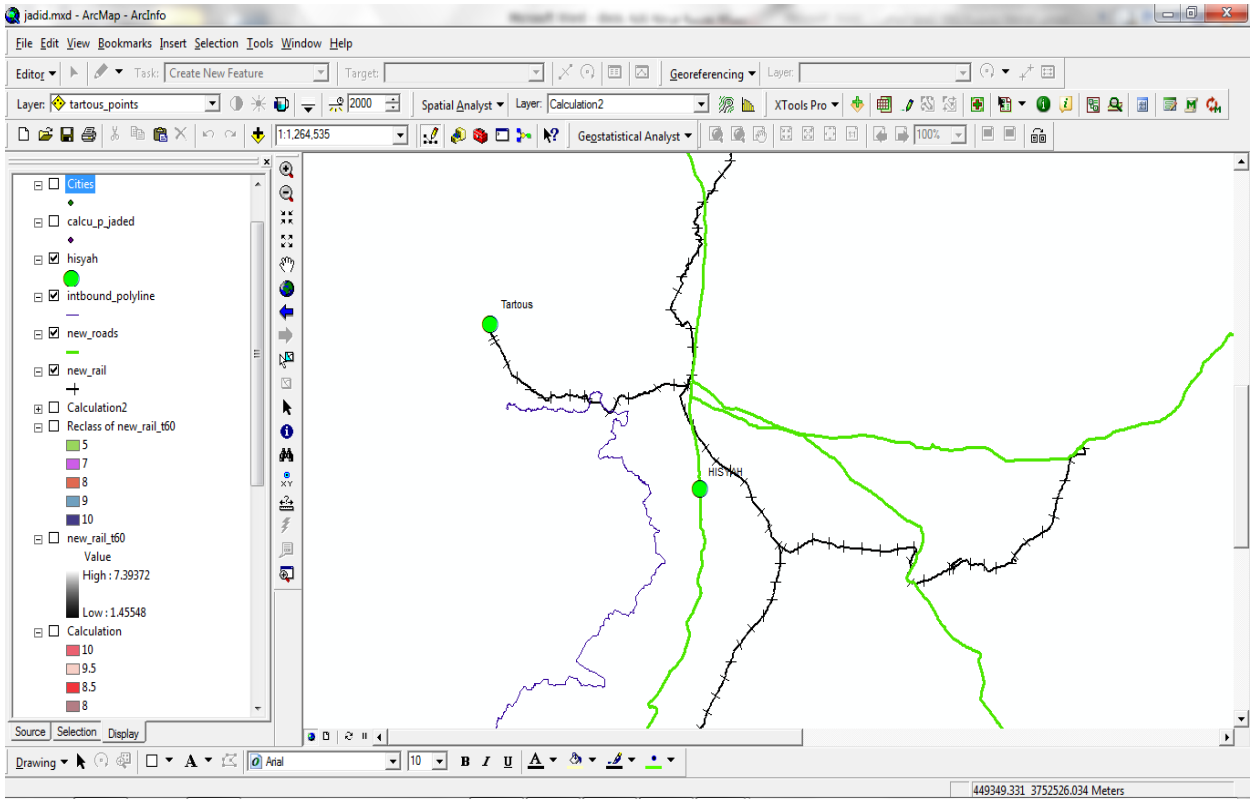 jadid.mxd - ArcMap - ArcInfo
File Edit View Bookmarks Insert Selection Tools Window Help
Editor Task: Create New Feature Target: Georeferencing Layer:
Layer: tartous_points 2000 Spatial Analyst Layer: Calculation2 XTools Pro
1:1,264,535 Geostatistical Analyst 100%
Cities
calcu_p_jaded
hisyah
intbound_polyline
new_roads
new_rail
Calculation2
Reclass of new_rail_t60
5
7
8
9
10
new_rail_t60
Value
High : 7.39372
Low : 1.45548
Calculation
10
9.5
8.5
8
Source Selection Display
Tartous
HISYAH
Drawing A Arial 10 B I U A
449349.331 3752526.034 Meters